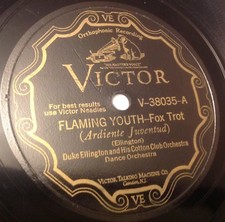 VE
Orthophonic Recording
"HIS MASTER'S VOICE"
VICTOR
For best results
use Victor Needles
V-38035-A
FLAMING YOUTH-Fox Trot
(Ardiente Juventud)
(Ellington)
Duke Ellington and His Cotton Club Orchestra
Dance Orchestra
VICTOR TALKING MACHINE CO
Camden, N.J.
VE